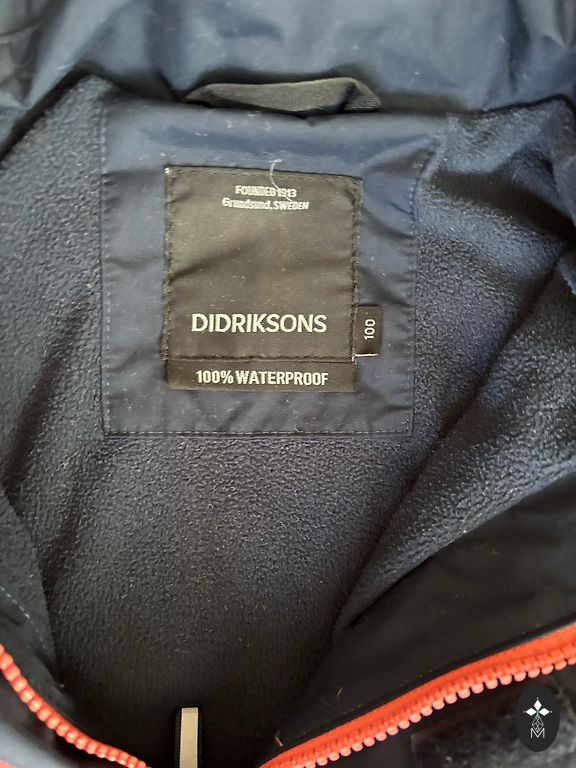 FOUNDED 1913
Grundsund, SWEDEN
DIDRIKSONS
100
100% WATERPROOF